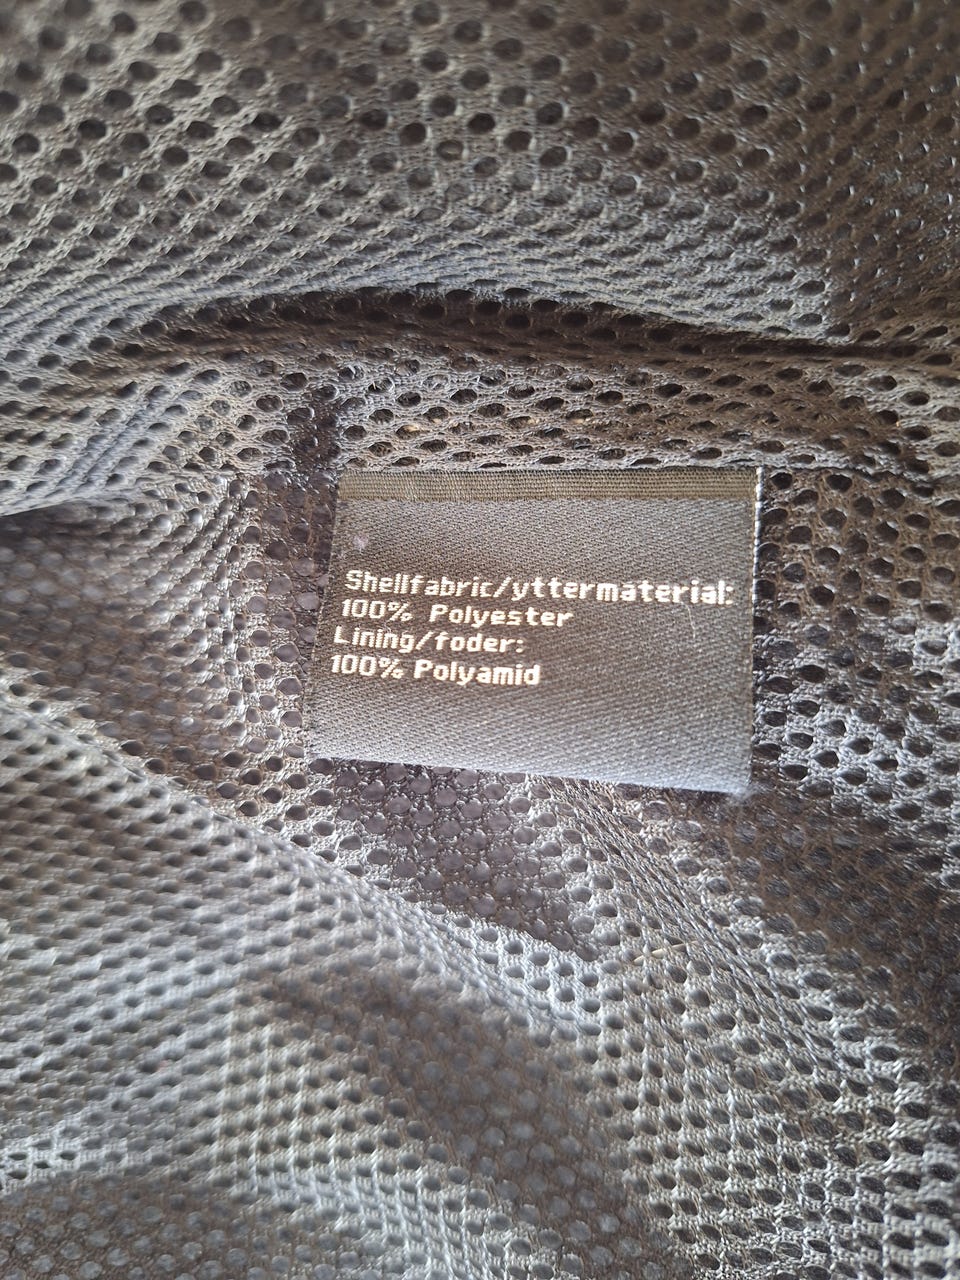 Shellfabric/yttermaterial:
100% Polyester
Lining/foder:
100% Polyamid